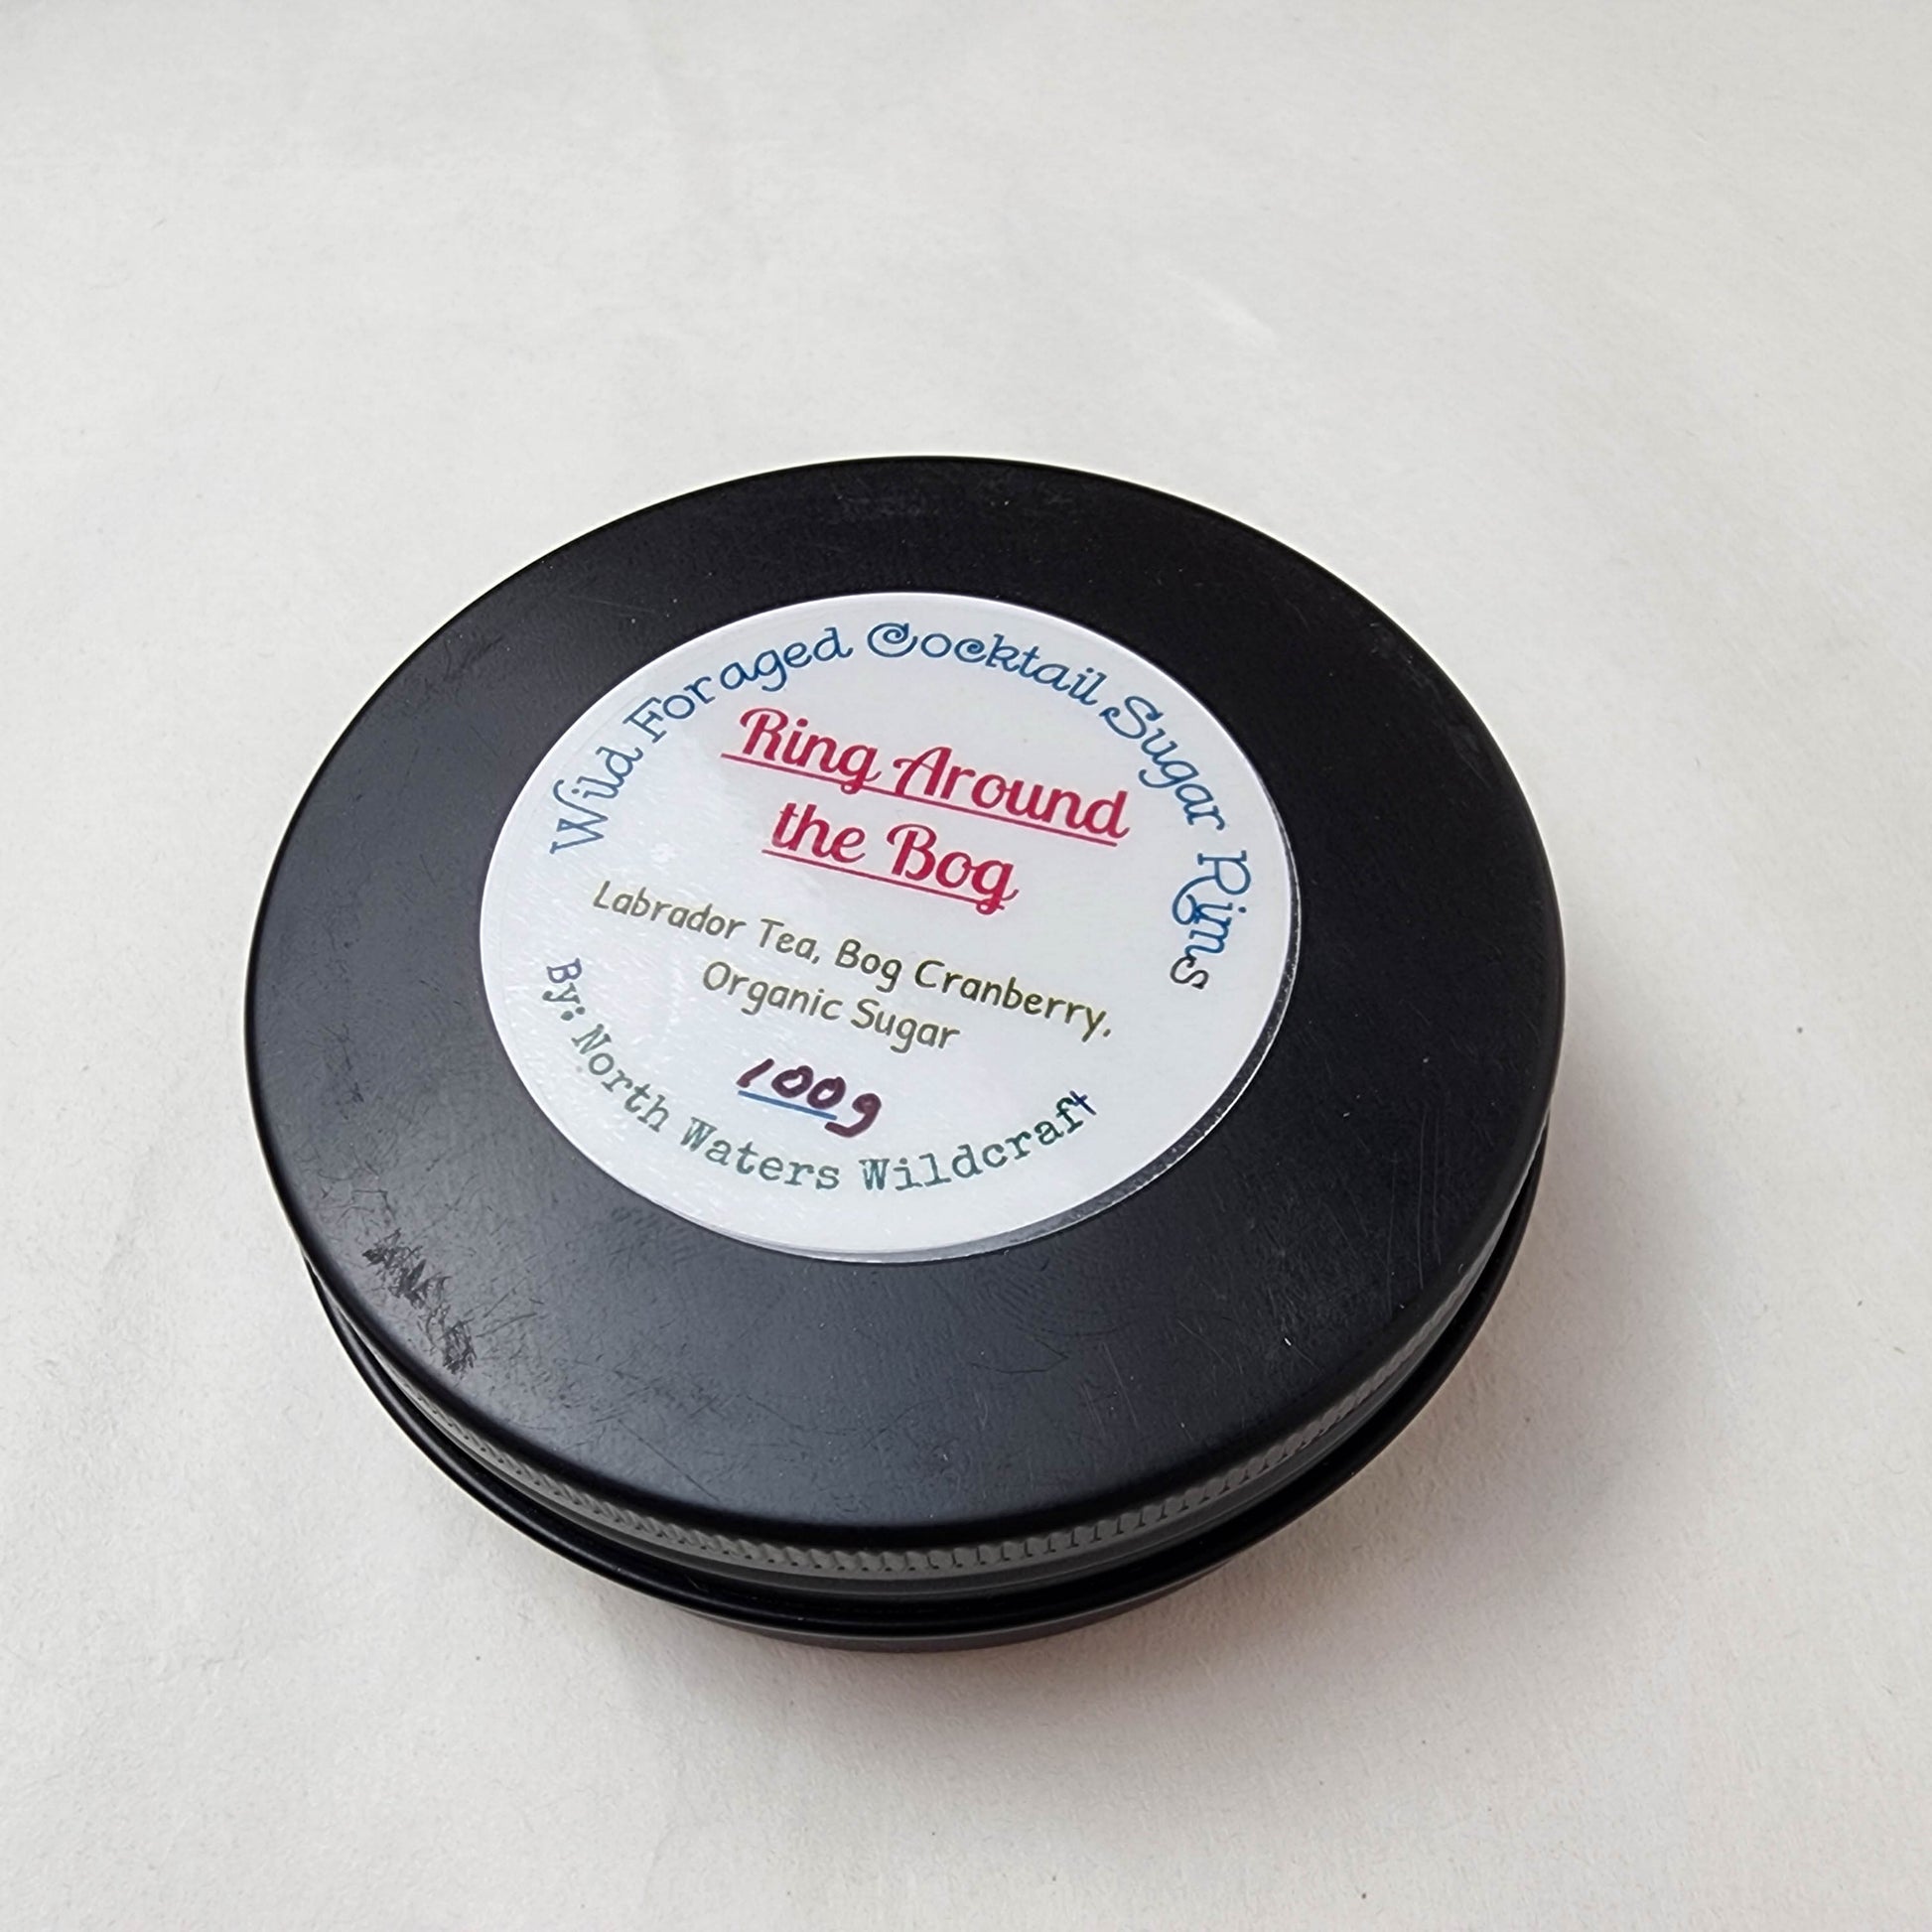 Wild Foraged Cocktail Sugar Rims
Ring Around
the Bog
Labrador Tea, Bog Cranberry,
Organic Sugar
100g
By: North Waters Wildcraft